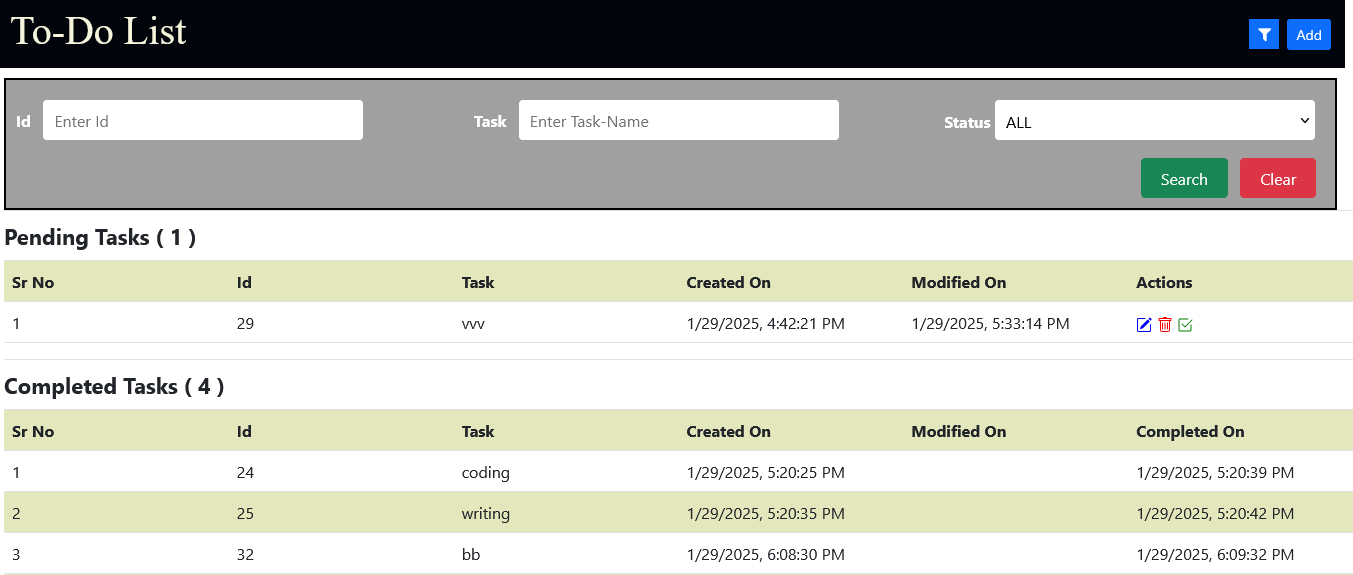 To-Do List
Add
Id Enter Id Task Enter Task-Name Status ALL
Search Clear
Pending Tasks ( 1 )
Sr No Id Task Created On Modified On Actions
1 29 vvv 1/29/2025, 4:42:21 PM 1/29/2025, 5:33:14 PM
Completed Tasks ( 4 )
Sr No Id Task Created On Modified On Completed On
1 24 coding 1/29/2025, 5:20:25 PM 1/29/2025, 5:20:39 PM
2 25 writing 1/29/2025, 5:20:35 PM 1/29/2025, 5:20:42 PM
3 32 bb 1/29/2025, 6:08:30 PM 1/29/2025, 6:09:32 PM